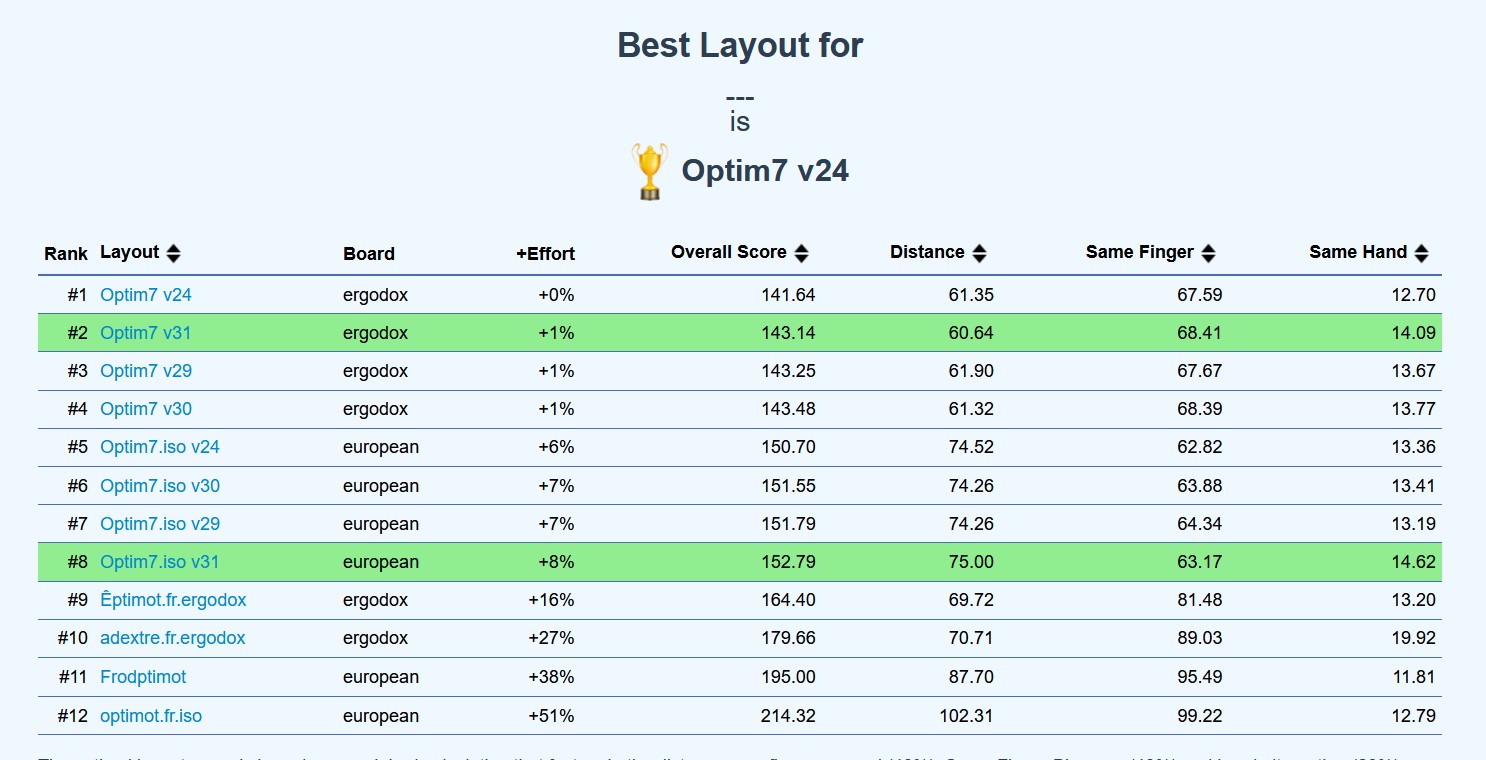 Best Layout for
---
is
Optim7 v24
Rank Layout Board +Effort Overall Score Distance Same Finger Same Hand
#1 Optim7 v24 ergodox +0% 141.64 61.35 67.59 12.70
#2 Optim7 v31 ergodox +1% 143.14 60.64 68.41 14.09
#3 Optim7 v29 ergodox +1% 143.25 61.90 67.67 13.67
#4 Optim7 v30 ergodox +1% 143.48 61.32 68.39 13.77
#5 Optim7.iso v24 european +6% 150.70 74.52 62.82 13.36
#6 Optim7.iso v30 european +7% 151.55 74.26 63.88 13.41
#7 Optim7.iso v29 european +7% 151.79 74.26 64.34 13.19
#8 Optim7.iso v31 european +8% 152.79 75.00 63.17 14.62
#9 Êptimot.fr.ergodox ergodox +16% 164.40 69.72 81.48 13.20
#10 adextre.fr.ergodox ergodox +27% 179.66 70.71 89.03 19.92
#11 Frodptimot european +38% 195.00 87.70 95.49 11.81
#12 optimot.fr.iso european +51% 214.32 102.31 99.22 12.79